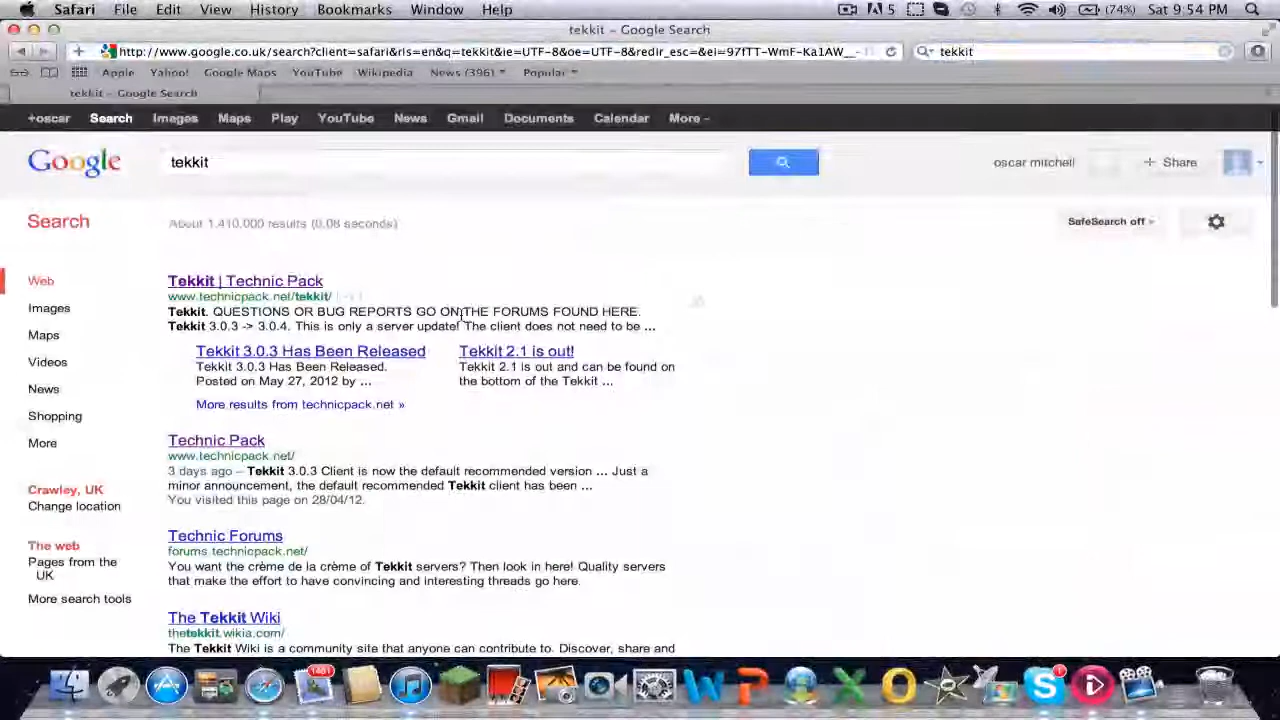 Safari File Edit View History Bookmarks Window Help
5 (74%) Sat 9:54 PM
tekkit – Google Search
http://www.google.co.uk/search?client=safari&rls=en&q=tekkit&ie=UTF-8&oe=UTF-8&redir_esc=&ei=97fTT-WmF-Ka1AW__-
tekkit
Apple Yahoo! Google Maps YouTube Wikipedia News (396) Popular
tekkit – Google Search
+oscar Search Images Maps Play YouTube News Gmail Documents Calendar More
Google
tekkit
oscar mitchell
+ Share
Search
About 1,410,000 results (0.08 seconds)
SafeSearch off
Web
Images
Maps
Videos
News
Shopping
More
Crawley, UK
Change location
The web
Pages from the
UK
More search tools
Tekkit | Technic Pack
www.technicpack.net/tekkit/
Tekkit. QUESTIONS OR BUG REPORTS GO ON THE FORUMS FOUND HERE.
Tekkit 3.0.3 -> 3.0.4. This is only a server update! The client does not need to be ...
Tekkit 3.0.3 Has Been Released
Tekkit 3.0.3 Has Been Released.
Posted on May 27, 2012 by ...
Tekkit 2.1 is out!
Tekkit 2.1 is out and can be found on
the bottom of the Tekkit ...
More results from technicpack.net »
Technic Pack
www.technicpack.net/
3 days ago – Tekkit 3.0.3 Client is now the default recommended version ... Just a
minor announcement, the default recommended Tekkit client has been ...
You visited this page on 28/04/12.
Technic Forums
forums.technicpack.net/
You want the crème de la crème of Tekkit servers? Then look in here! Quality servers
that make the effort to have convincing and interesting threads go here.
The Tekkit Wiki
thetekkit.wikia.com/
The Tekkit Wiki is a community site that anyone can contribute to. Discover, share and
1461
1